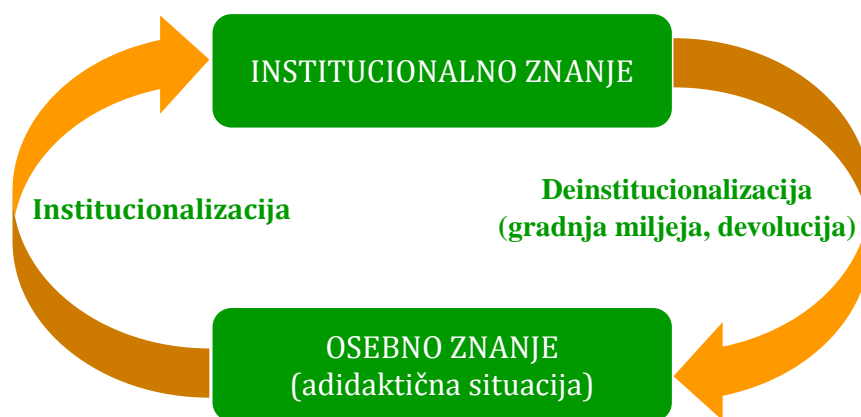 INSTITUCIONALNO ZNANJE
Institucionalizacija
Deinstitucionalizacija
(gradnja miljeja, devolucija)
OSEBNO ZNANJE
(adidaktična situacija)